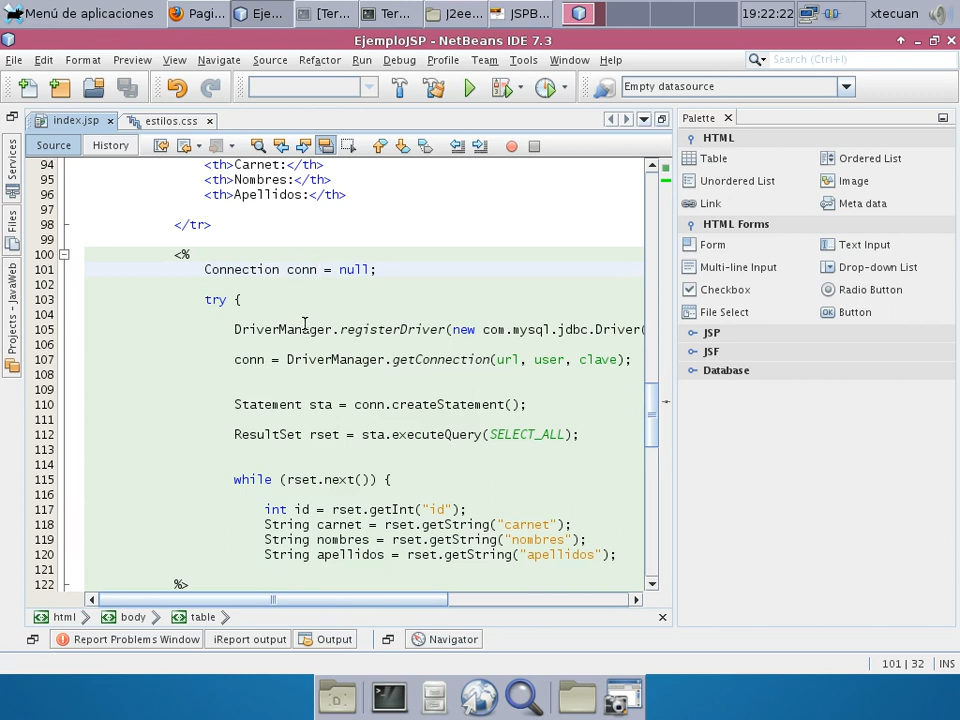 Menú de aplicaciones Pagi... Eje... [Ter... Ter... J2ee... JSPB... 19:22:22 xtecuan
EjemploJSP - NetBeans IDE 7.3
File Edit Format Preview View Navigate Source Refactor Run Debug Profile Team Tools Window Help Search (Ctrl+I)
Empty datasource
index.jsp estilos.css
Source History
Services
Files
Projects - JavaWeb
94 <th>Carnet:</th>
95 <th>Nombres:</th>
96 <th>Apellidos:</th>
97
98 </tr>
99
100 <%
101 Connection conn = null;
102
103 try {
104
105 DriverManager.registerDriver(new com.mysql.jdbc.Driver(
106
107 conn = DriverManager.getConnection(url, user, clave);
108
109
110 Statement sta = conn.createStatement();
111
112 ResultSet rset = sta.executeQuery(SELECT_ALL);
113
114
115 while (rset.next()) {
116
117 int id = rset.getInt("id");
118 String carnet = rset.getString("carnet");
119 String nombres = rset.getString("nombres");
120 String apellidos = rset.getString("apellidos");
121
122 %>
Palette
HTML
Table Ordered List
Unordered List Image
Link Meta data
HTML Forms
Form Text Input
Multi-line Input Drop-down List
Checkbox Radio Button
File Select Button
JSP
JSF
Database
html body table
Report Problems Window iReport output Output Navigator
101 | 32 INS